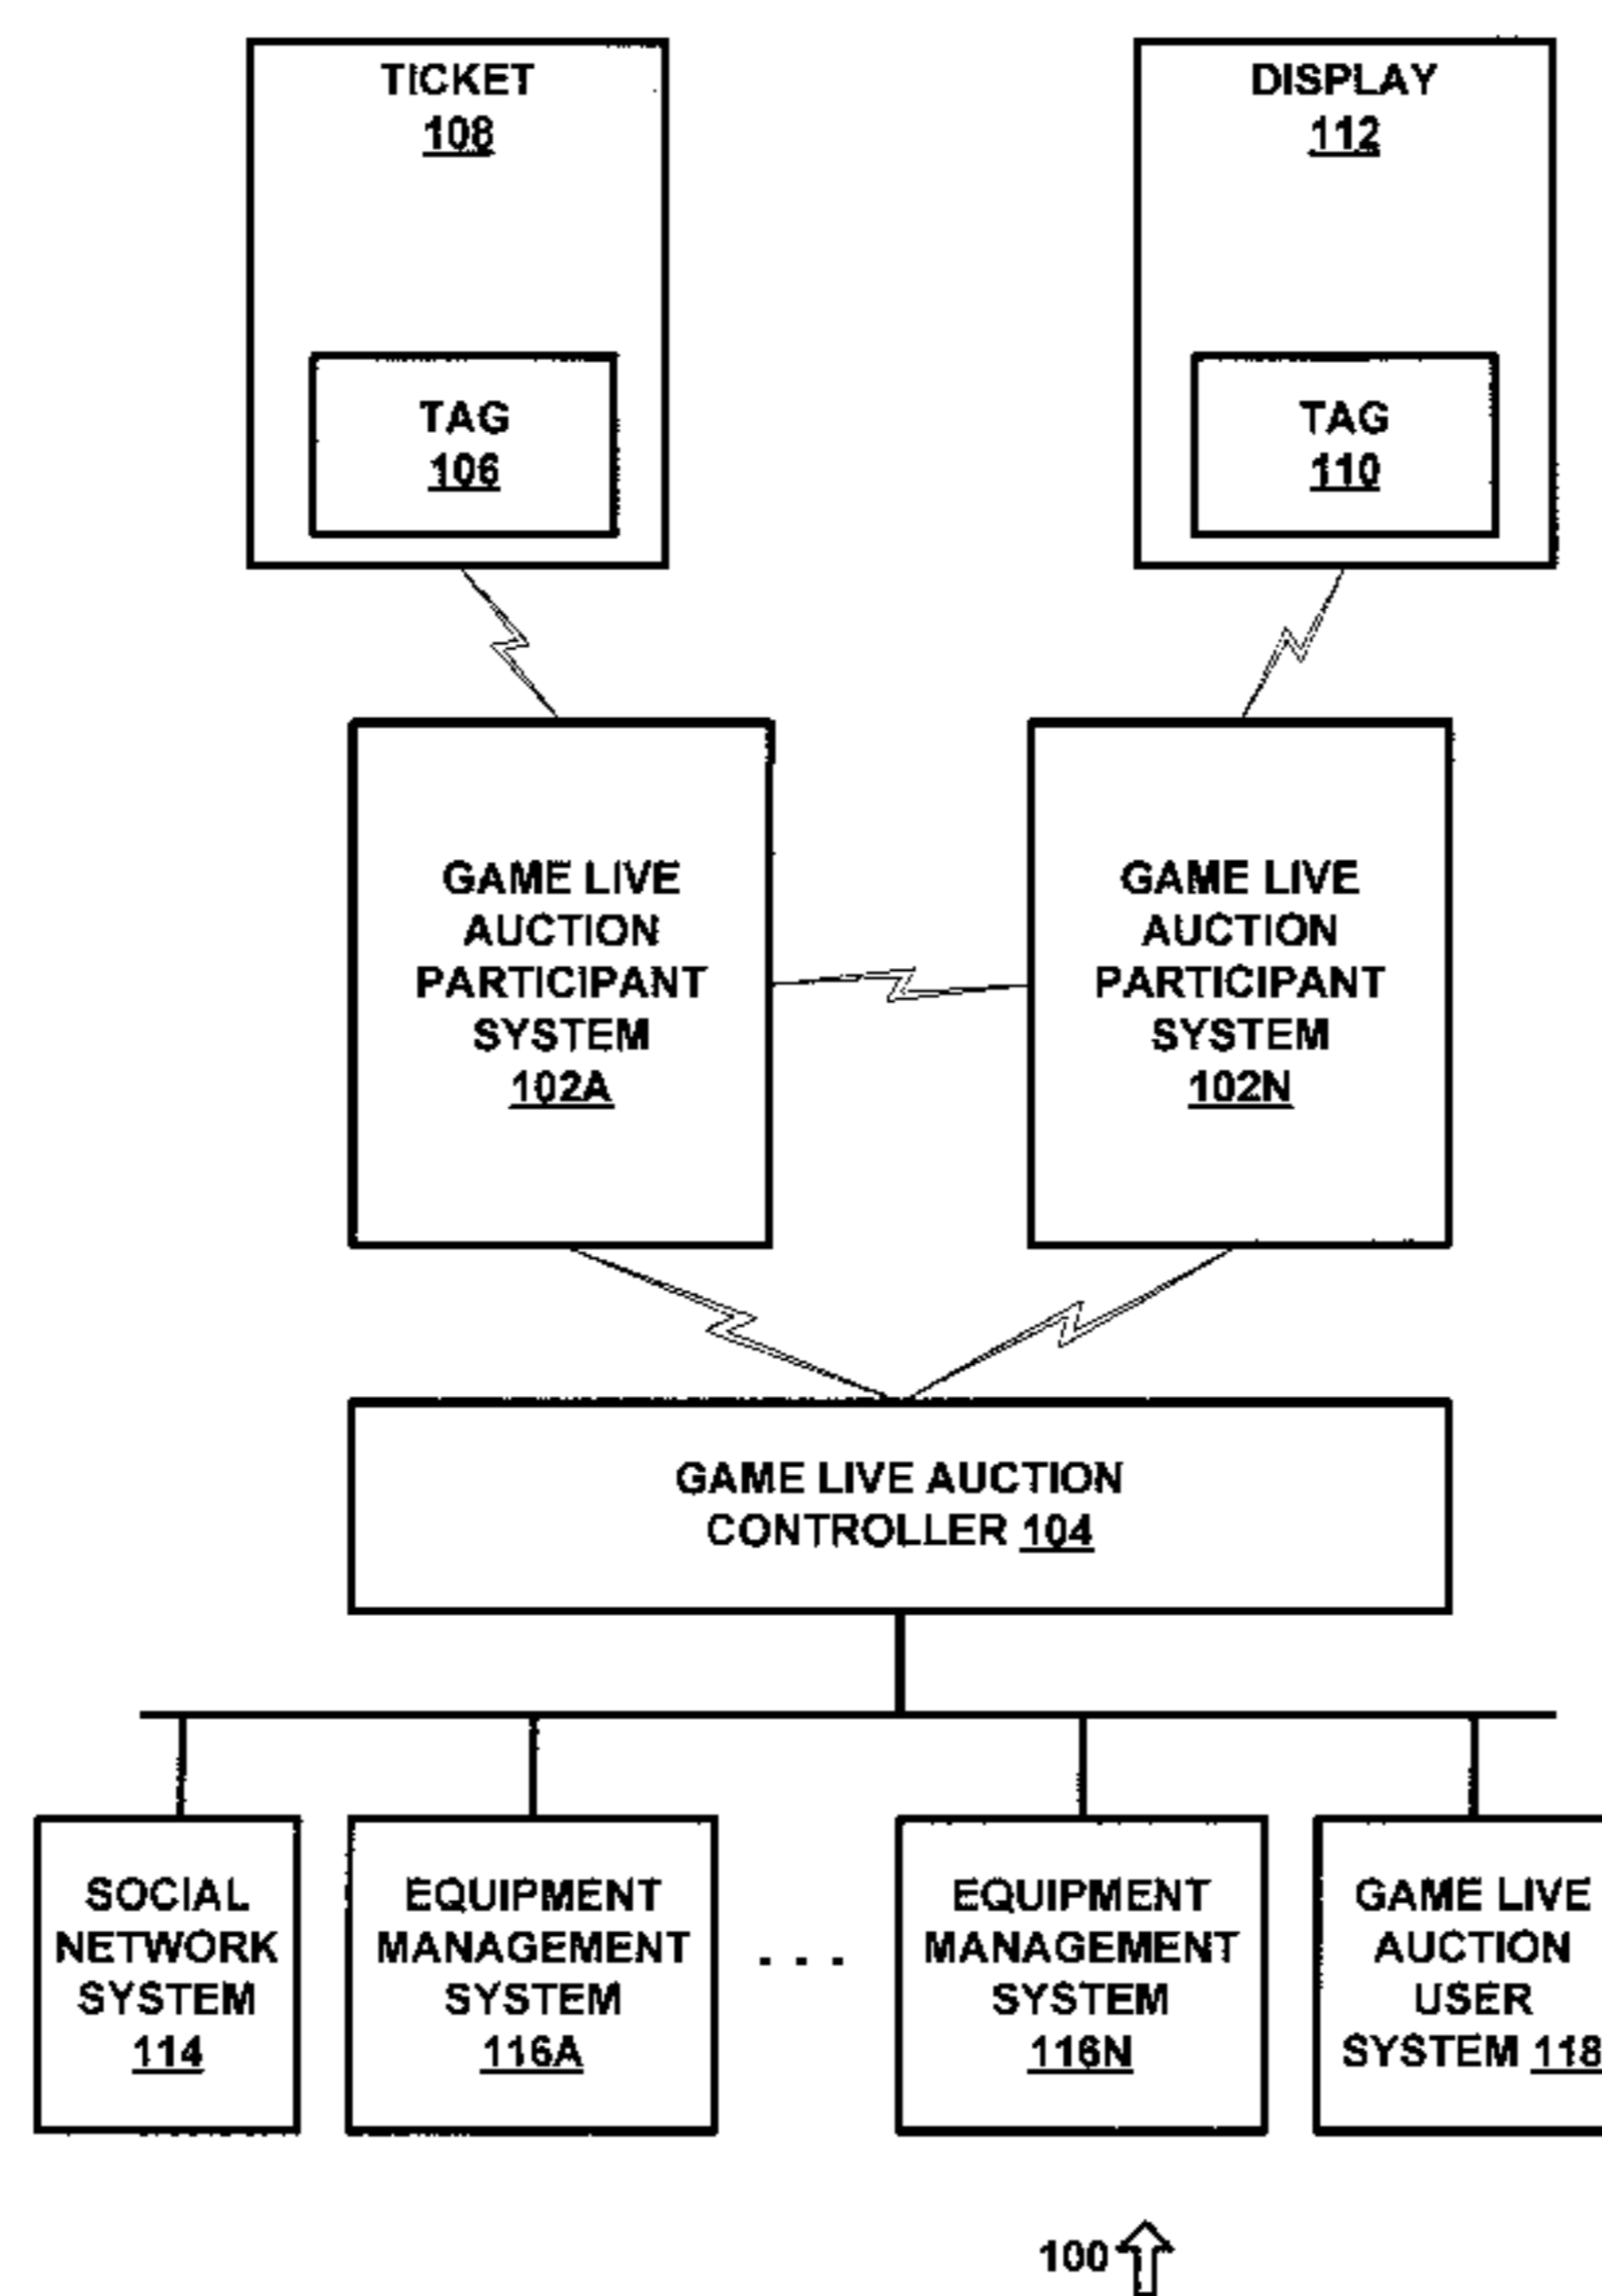 TICKET
108
TAG
106
DISPLAY
112
TAG
110
GAME LIVE
AUCTION
PARTICIPANT
SYSTEM
102A
GAME LIVE
AUCTION
PARTICIPANT
SYSTEM
102N
GAME LIVE AUCTION
CONTROLLER 104
SOCIAL
NETWORK
SYSTEM
114
EQUIPMENT
MANAGEMENT
SYSTEM
116A
. . .
EQUIPMENT
MANAGEMENT
SYSTEM
116N
GAME LIVE
AUCTION
USER
SYSTEM 118
100